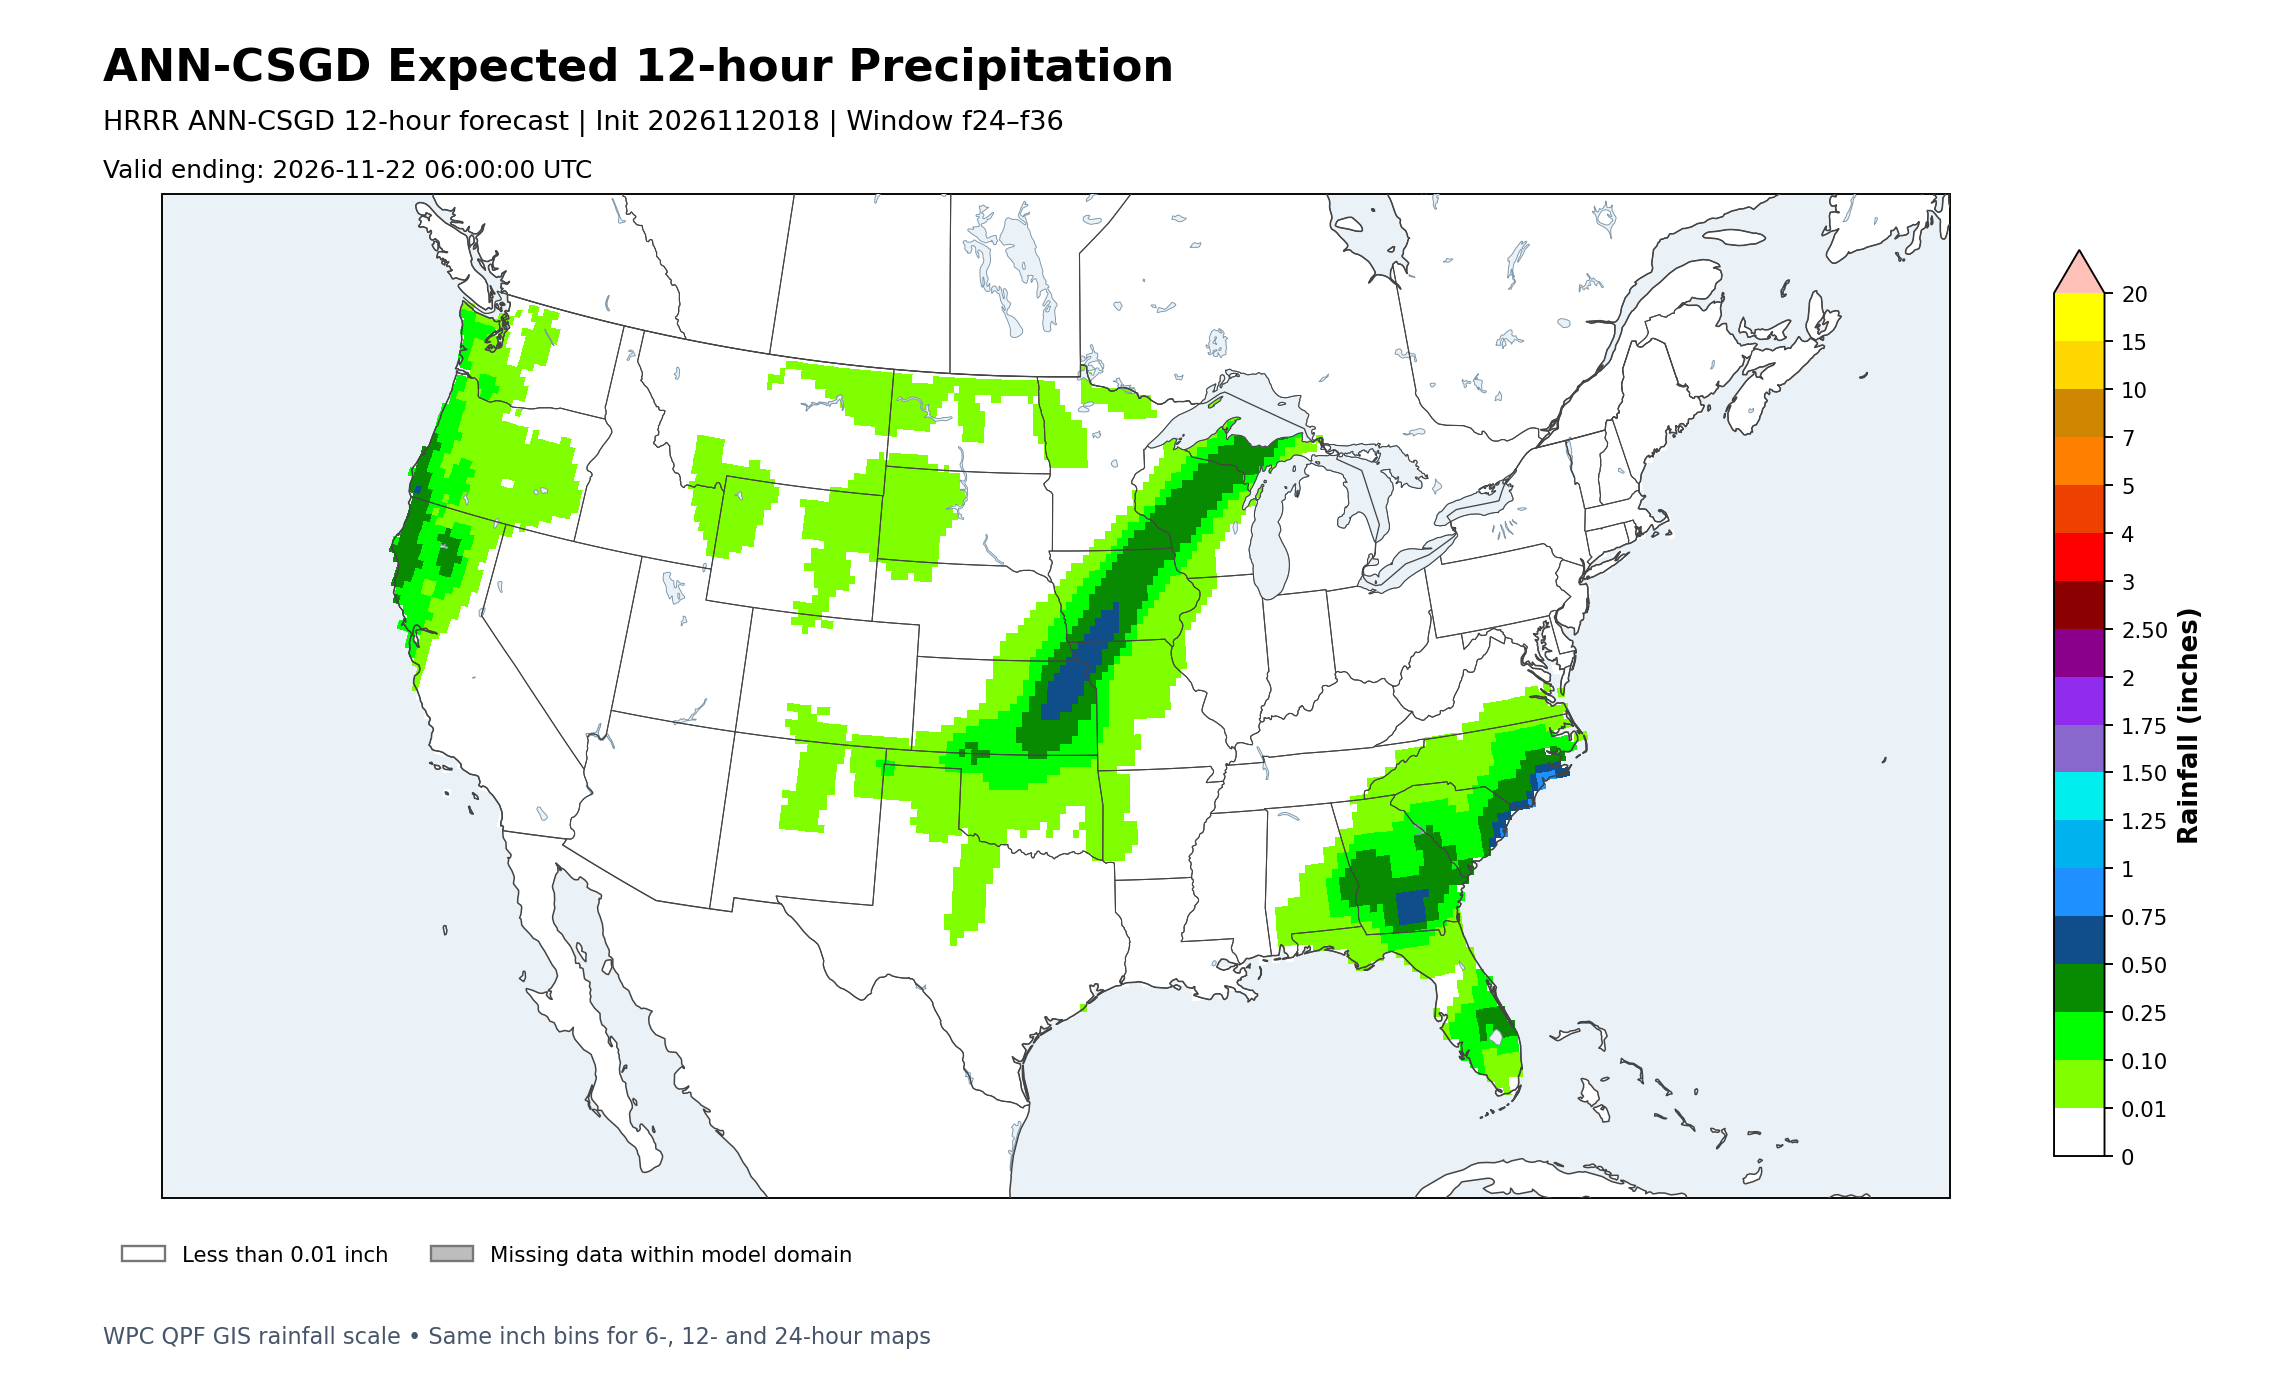 ANN-CSGD Expected 12-hour Precipitation
HRRR ANN-CSGD 12-hour forecast | Init 2026112018 | Window f24–f36
Valid ending: 2026-11-22 06:00:00 UTC
20
15
10
7
5
4
3
2.50
2
1.75
1.50
1.25
1
0.75
0.50
0.25
0.10
0.01
0
Rainfall (inches)
Less than 0.01 inch
Missing data within model domain
WPC QPF GIS rainfall scale • Same inch bins for 6-, 12- and 24-hour maps